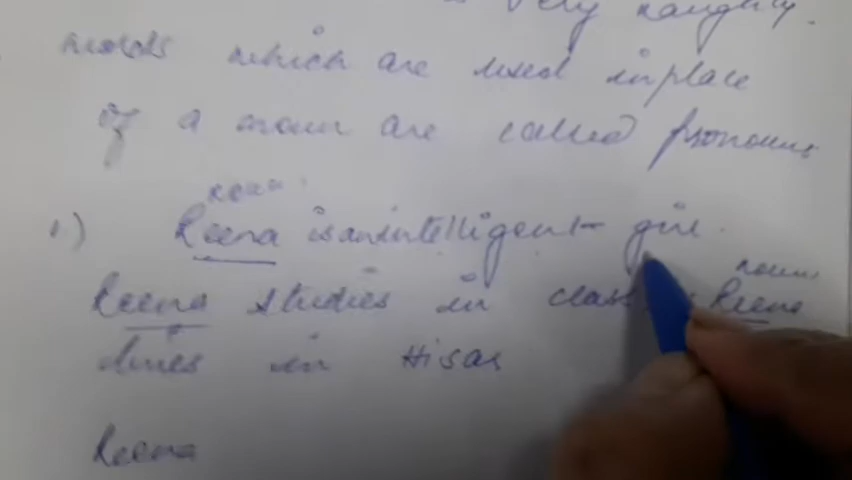 very naughty.
words which are used inplace
of a noun are called pronouns
noun
1.) Reena is an intelligent girl.
noun
Reena studies in class Reena
lives in Hisar
Reena